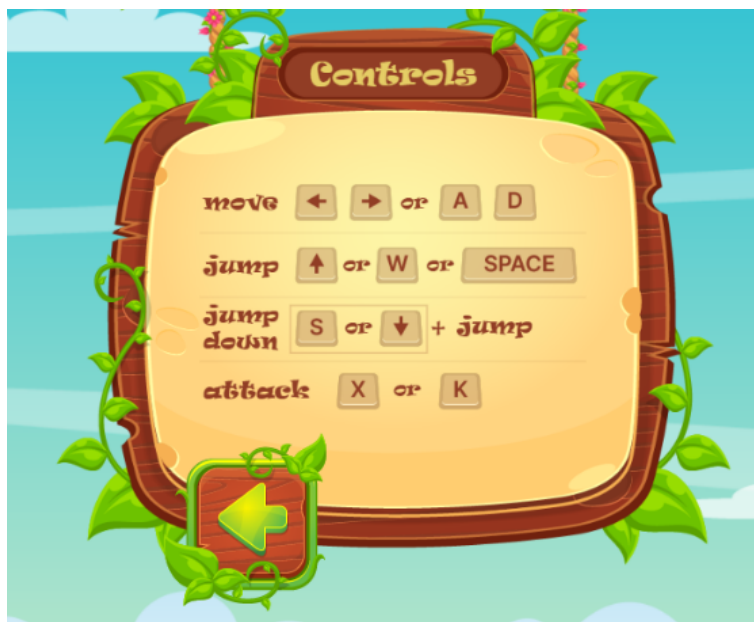 Controls
move ← → or A D
jump ↑ or W or SPACE
jump
down S or ↓ + jump
attack X or K